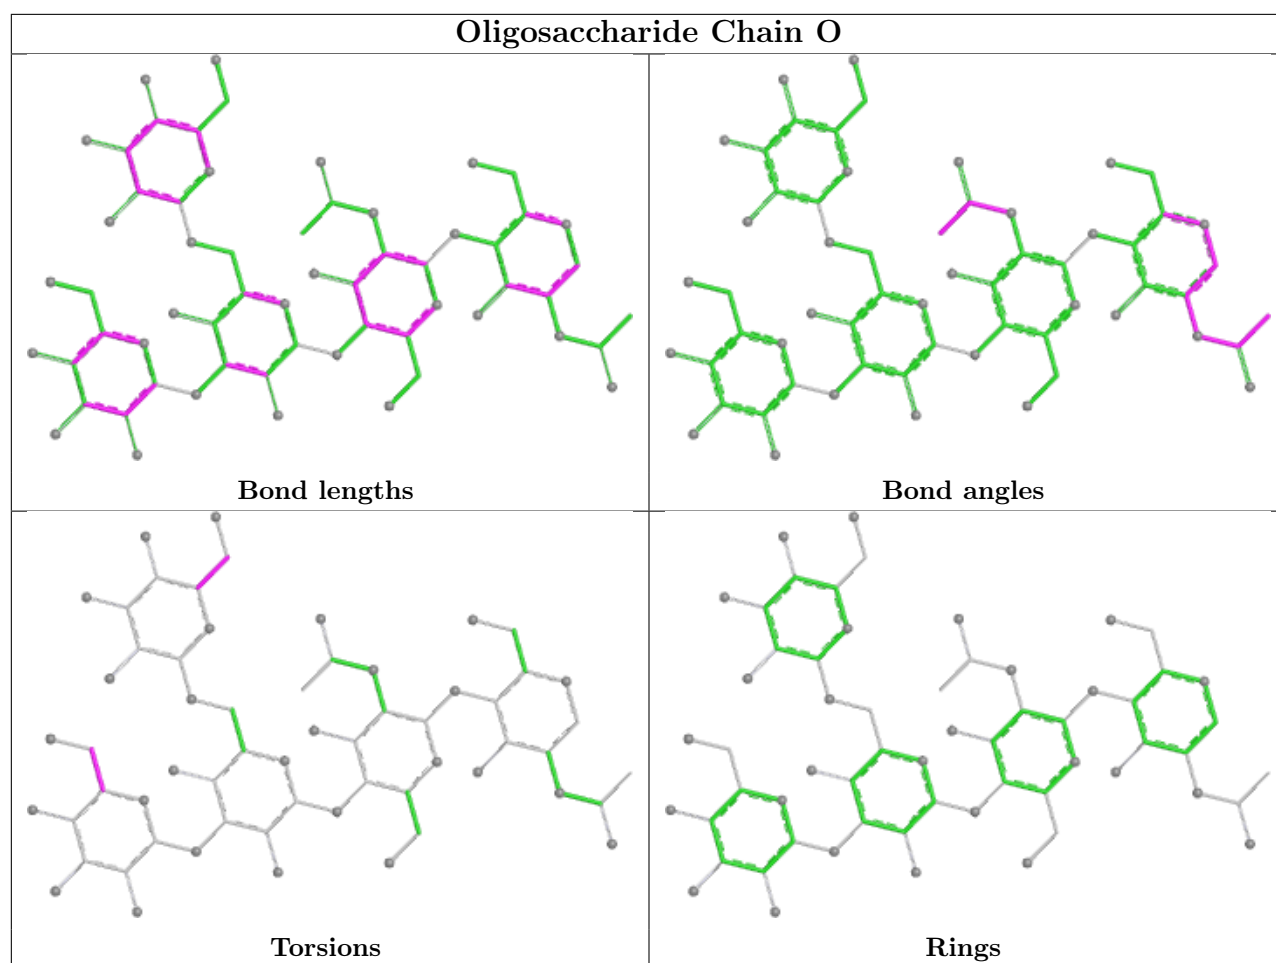 Oligosaccharide Chain O
Bond lengths
Bond angles
Torsions
Rings